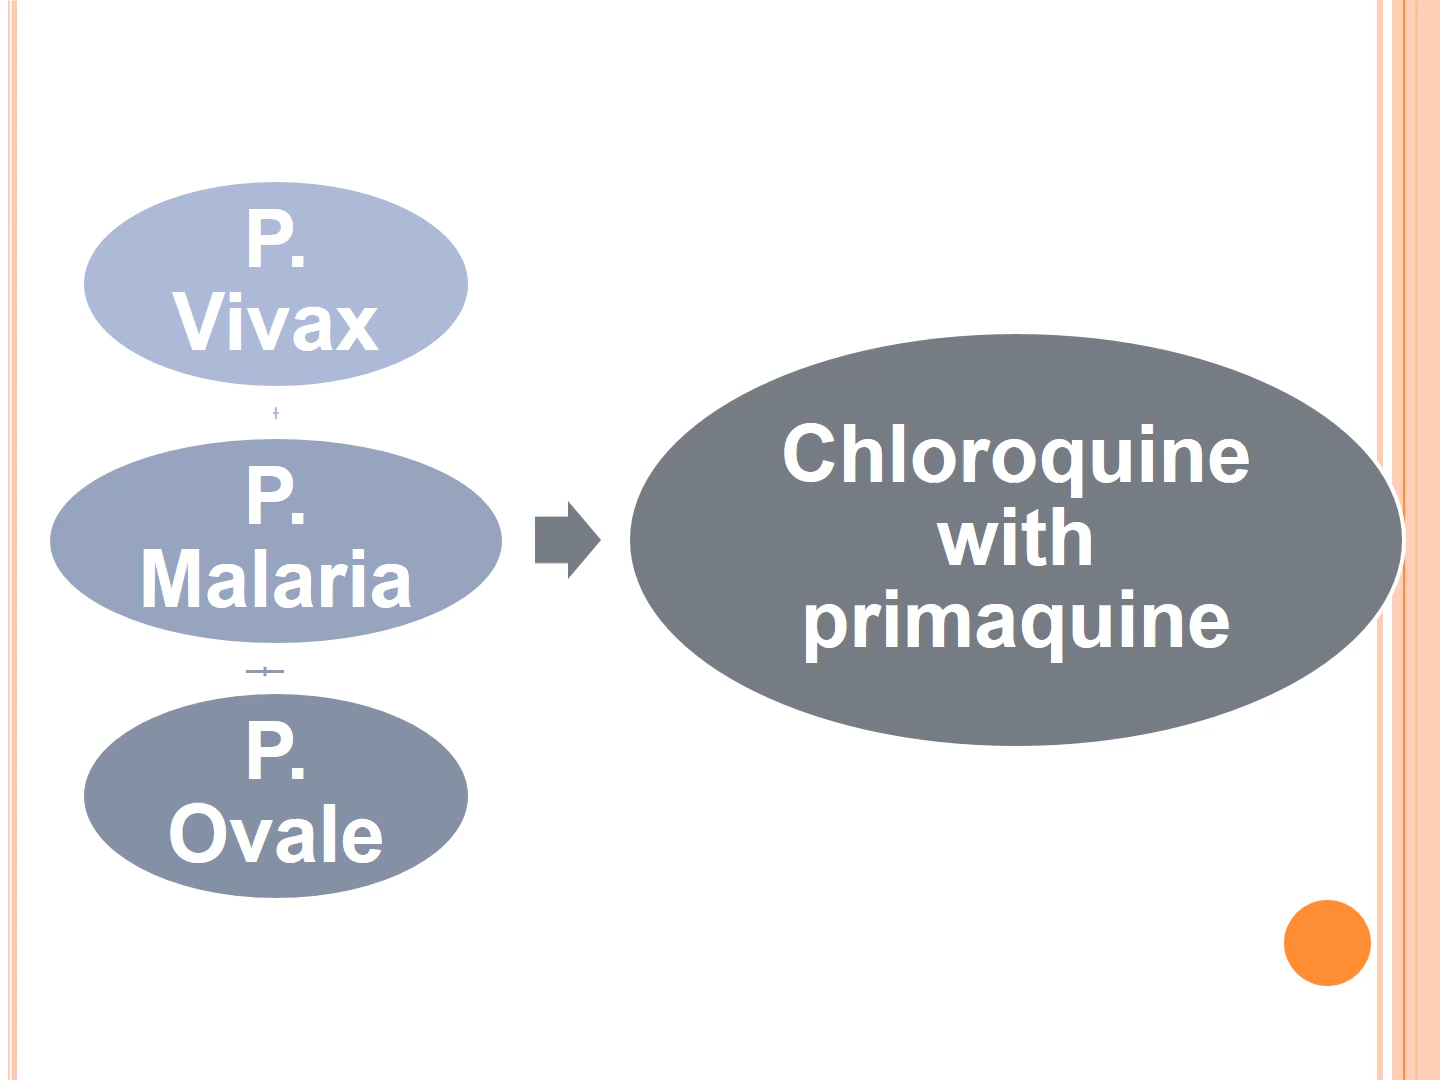 P.
Vivax
P.
Malaria
P.
Ovale
Chloroquine
with
primaquine